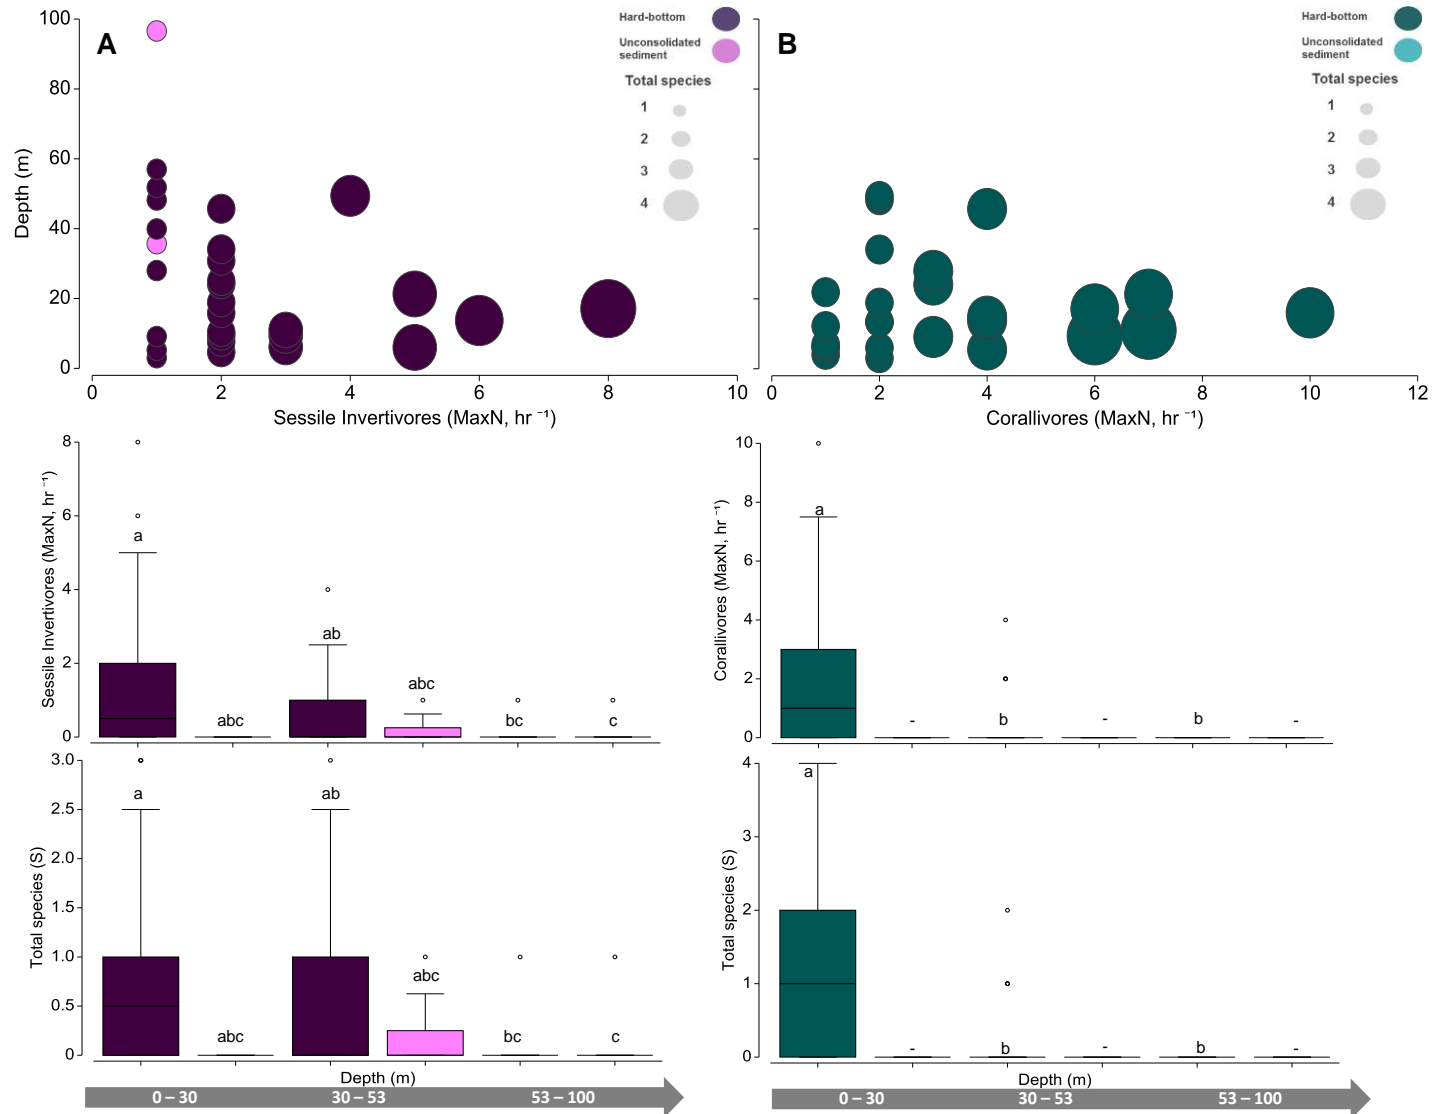 A
Hard-bottom
Unconsolidated
sediment
Total species
1
2
3
4
100
80
60
40
20
0
Depth (m)
0 2 4 6 8 10
Sessile Invertivores (MaxN, hr ⁻¹)
B
Hard-bottom
Unconsolidated
sediment
Total species
1
2
3
4
0 2 4 6 8 10 12
Corallivores (MaxN, hr ⁻¹)
8
6
4
2
0
Sessile Invertivores (MaxN, hr ⁻¹)
a abc ab abc bc c
10
8
6
4
2
0
Corallivores (MaxN, hr ⁻¹)
a - b - b -
3.0
2.5
2.0
1.5
1.0
0.5
0
Total species (S)
a abc ab abc bc c
Depth (m)
0 – 30 30 – 53 53 – 100
4
3
2
1
0
Total species (S)
a - b - b -
Depth (m)
0 – 30 30 – 53 53 – 100